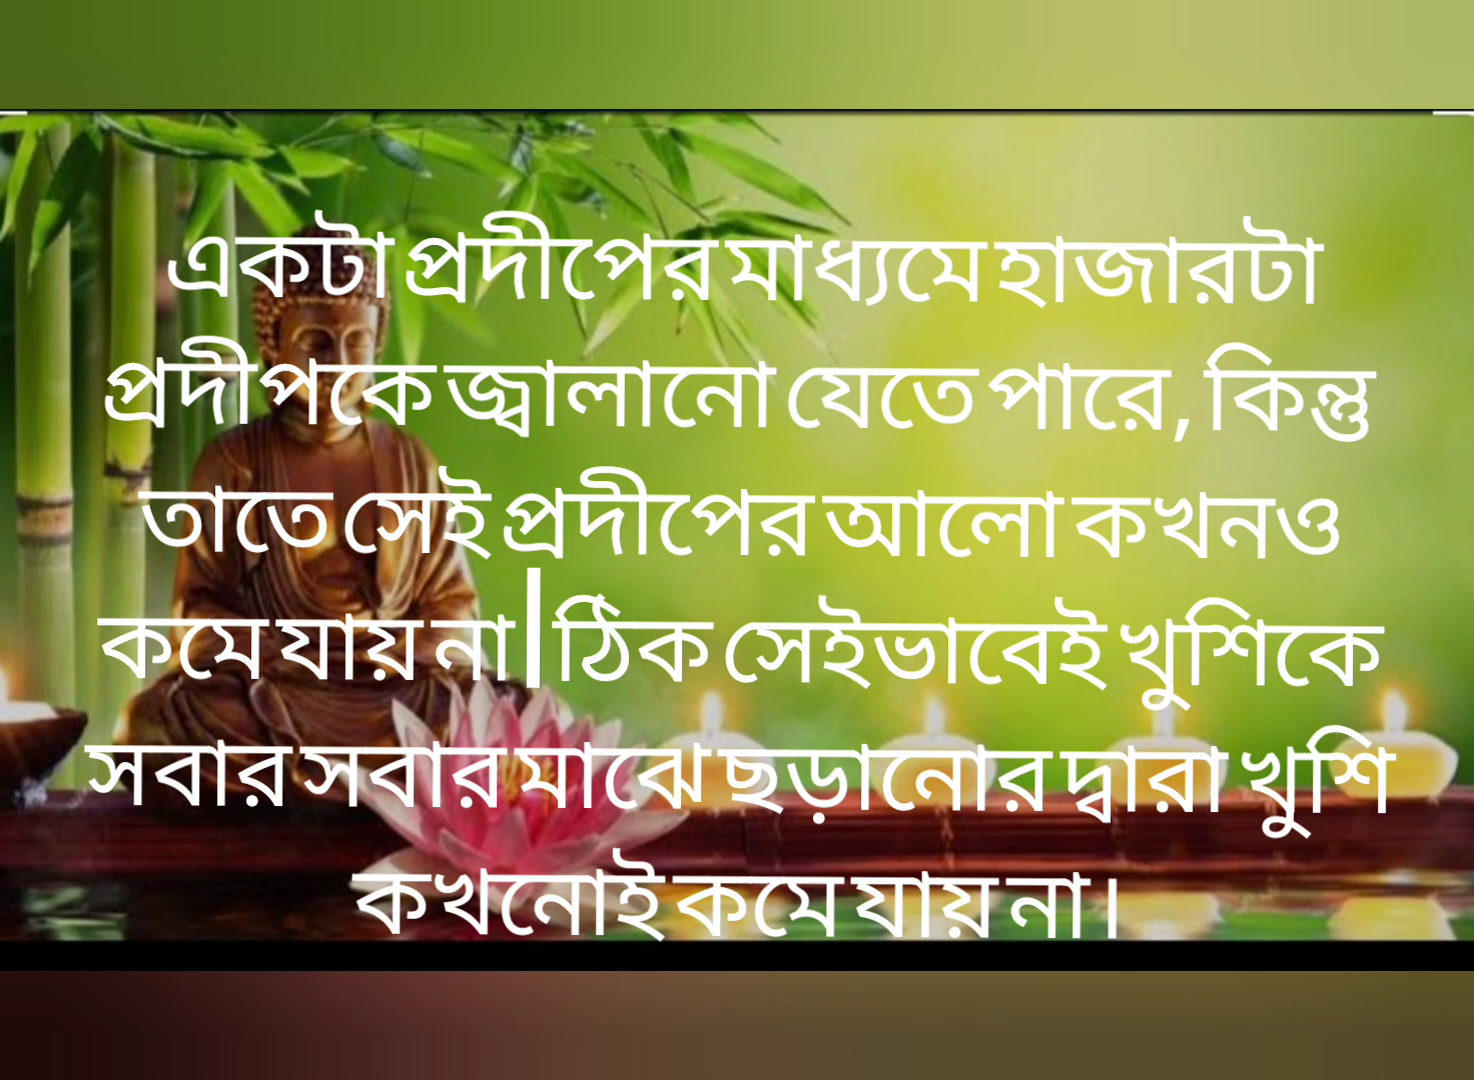 একটা প্রদীপের মাধ্যমে হাজারটা
প্রদীপকে জ্বালানো যেতে পারে, কিন্তু
তাতে সেই প্রদীপের আলো কখনও
কমে যায় না| ঠিক সেইভাবেই খুশিকে
সবার সবার মাঝে ছড়ানোর দ্বারা খুশি
কখনোই কমে যায় না।